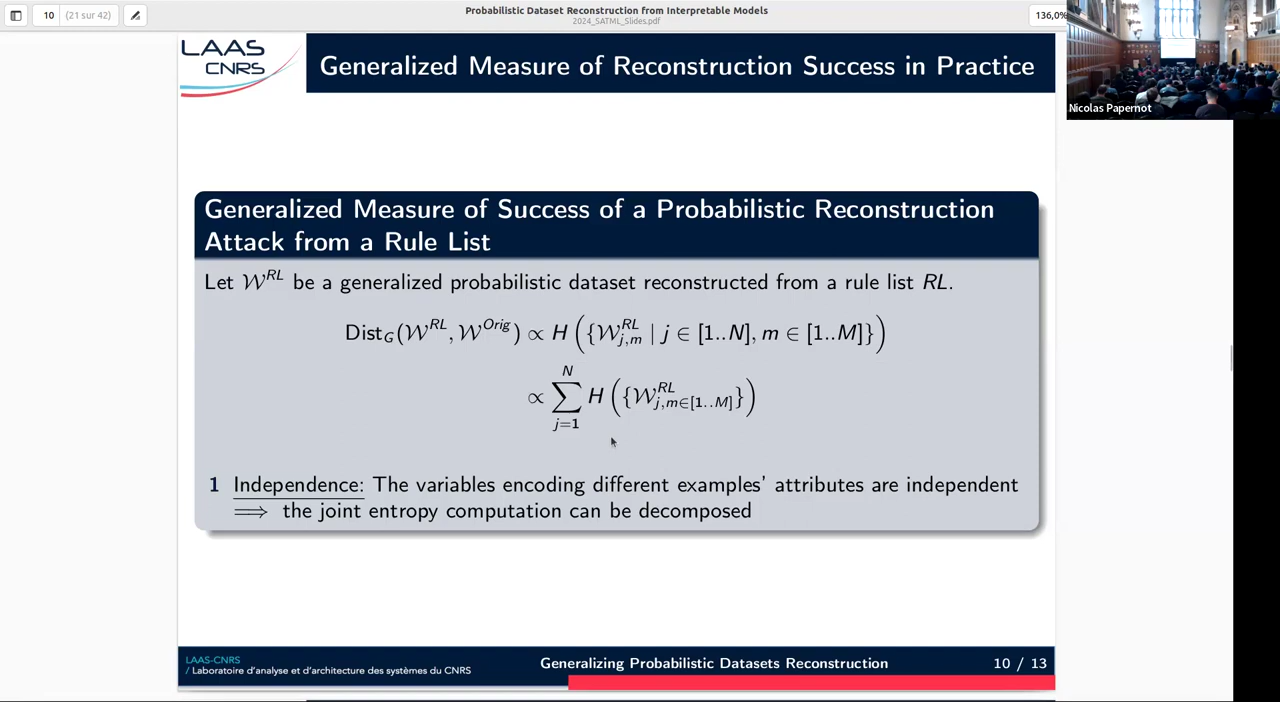 10
(21 sur 42)
Probabilistic Dataset Reconstruction from Interpretable Models
2024_SATML_Slides.pdf
136,0%
LAAS
CNRS
Generalized Measure of Reconstruction Success in Practice
Nicolas Papernot
Generalized Measure of Success of a Probabilistic Reconstruction
Attack from a Rule List
Let 𝒲^RL be a generalized probabilistic dataset reconstructed from a rule list RL.
Dist_G(𝒲^RL, 𝒲^Orig) ∝ H({𝒲^RL_{j,m} | j ∈ [1..N], m ∈ [1..M]})
∝ ∑_{j=1}^{N} H({𝒲^RL_{j,m∈[1..M]}})
1 Independence: The variables encoding different examples' attributes are independent
⟹ the joint entropy computation can be decomposed
LAAS-CNRS
/ Laboratoire d'analyse et d'architecture des systèmes du CNRS
Generalizing Probabilistic Datasets Reconstruction
10 / 13